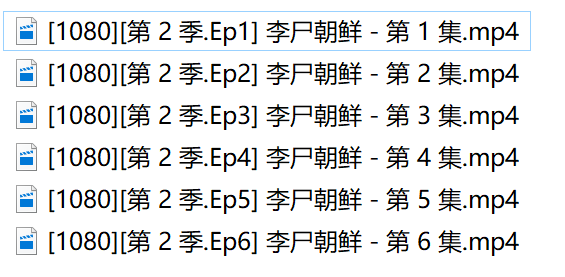 [1080][第 2 季.Ep1] 李尸朝鲜 - 第 1 集.mp4
[1080][第 2 季.Ep2] 李尸朝鲜 - 第 2 集.mp4
[1080][第 2 季.Ep3] 李尸朝鲜 - 第 3 集.mp4
[1080][第 2 季.Ep4] 李尸朝鲜 - 第 4 集.mp4
[1080][第 2 季.Ep5] 李尸朝鲜 - 第 5 集.mp4
[1080][第 2 季.Ep6] 李尸朝鲜 - 第 6 集.mp4